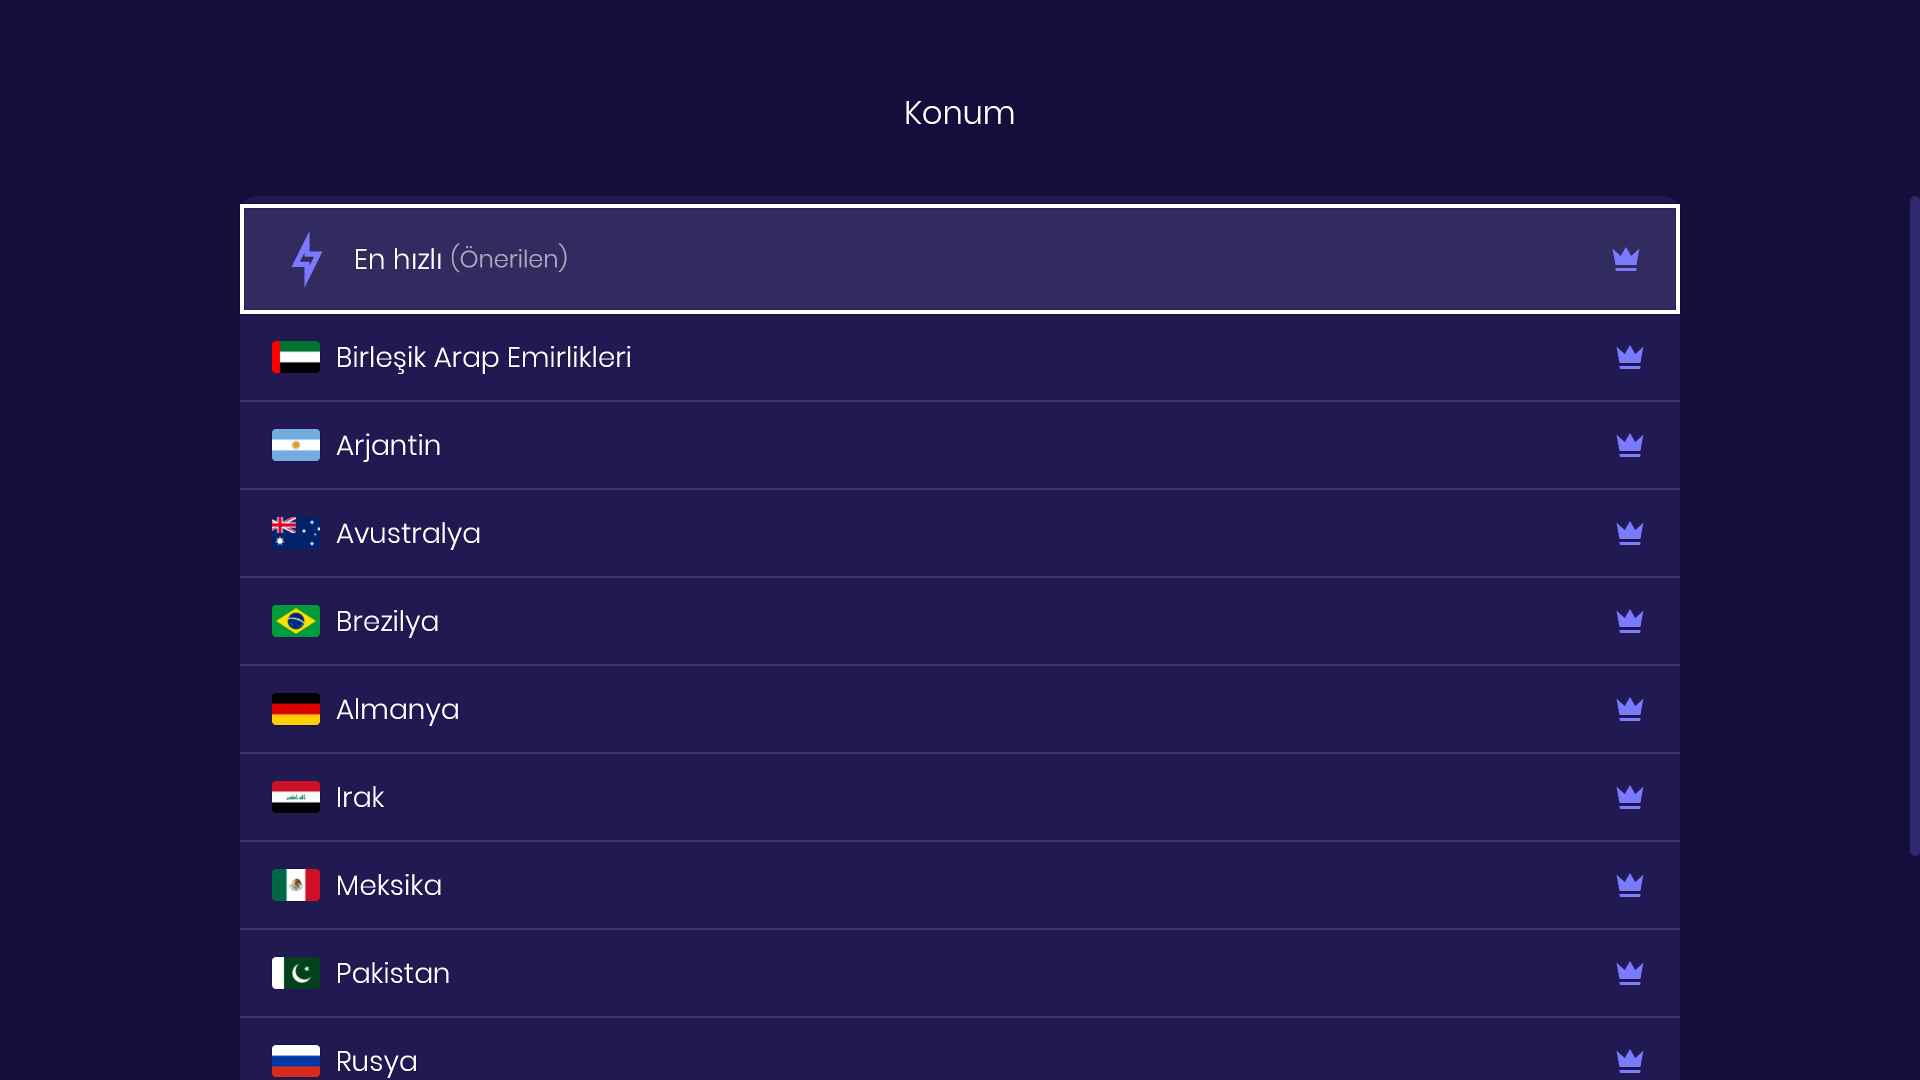 Konum
En hızlı (Önerilen)
Birleşik Arap Emirlikleri
Arjantin
Avustralya
Brezilya
Almanya
Irak
Meksika
Pakistan
Rusya